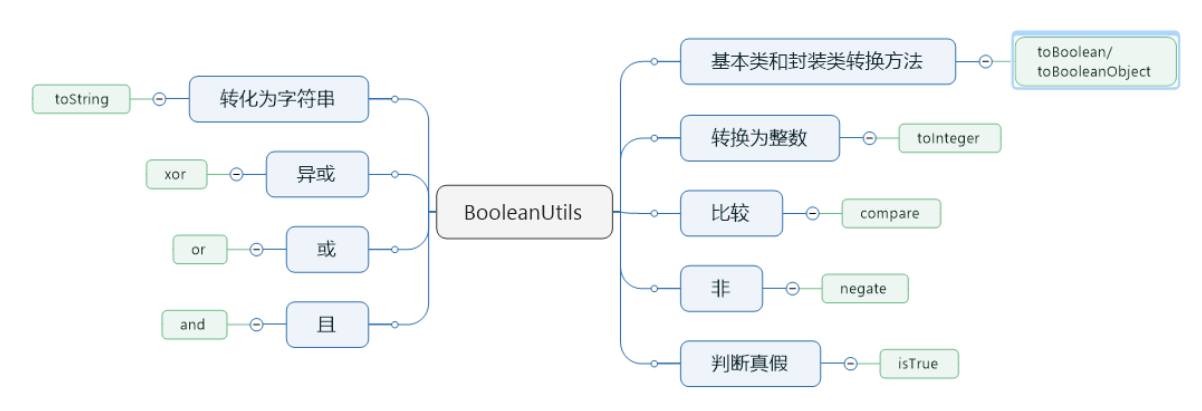 BooleanUtils
基本类和封装类转换方法
toBoolean/
toBooleanObject
转换为整数
toInteger
比较
compare
非
negate
判断真假
isTrue
转化为字符串
toString
异或
xor
或
or
且
and